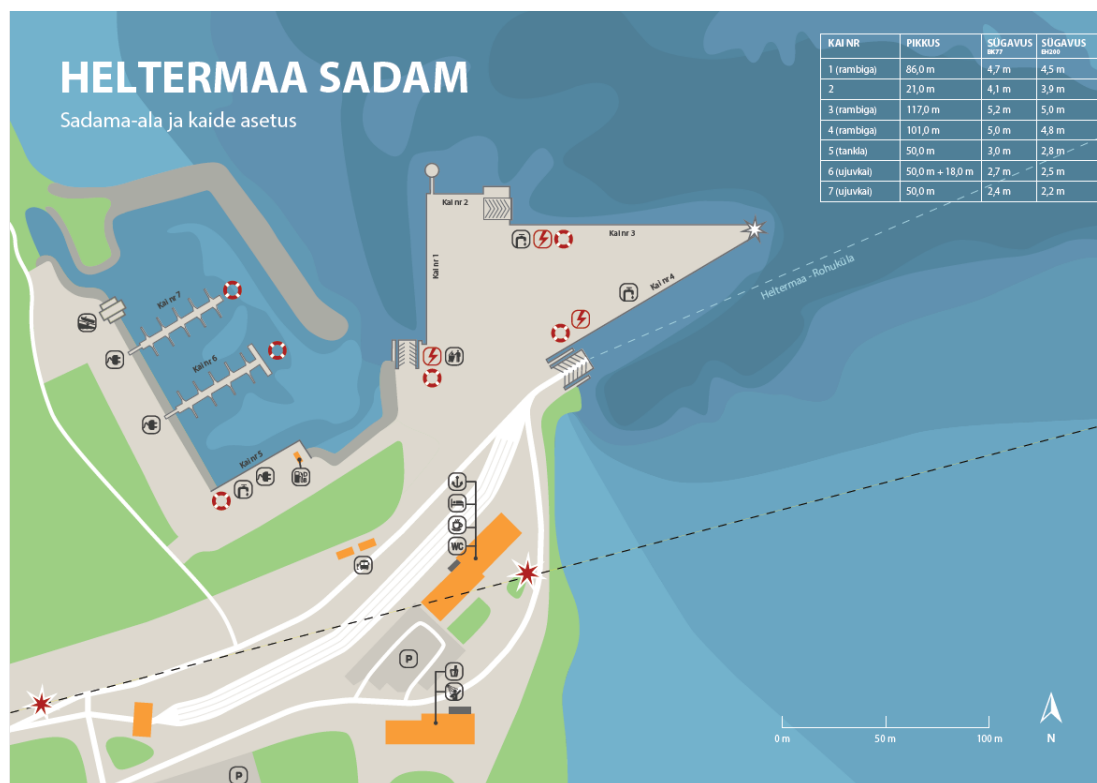 HELTERMAA SADAM
Sadama-ala ja kaide asetus
KAI NR PIKKUS SÜGAVUS BK77 SÜGAVUS EH200
1 (rambiga) 86,0 m 4,7 m 4,5 m
2 21,0 m 4,1 m 3,9 m
3 (rambiga) 117,0 m 5,2 m 5,0 m
4 (rambiga) 101,0 m 5,0 m 4,8 m
5 (tankla) 50,0 m 3,0 m 2,8 m
6 (ujuvkai) 50,0 m + 18,0 m 2,7 m 2,5 m
7 (ujuvkai) 50,0 m 2,4 m 2,2 m
Kai nr 2
Kai nr 3
Kai nr 1
Kai nr 4
Heltermaa - Rohuküla
Kai nr 7
Kai nr 6
Kai nr 5
WC
P
P
0 m 50 m 100 m
N